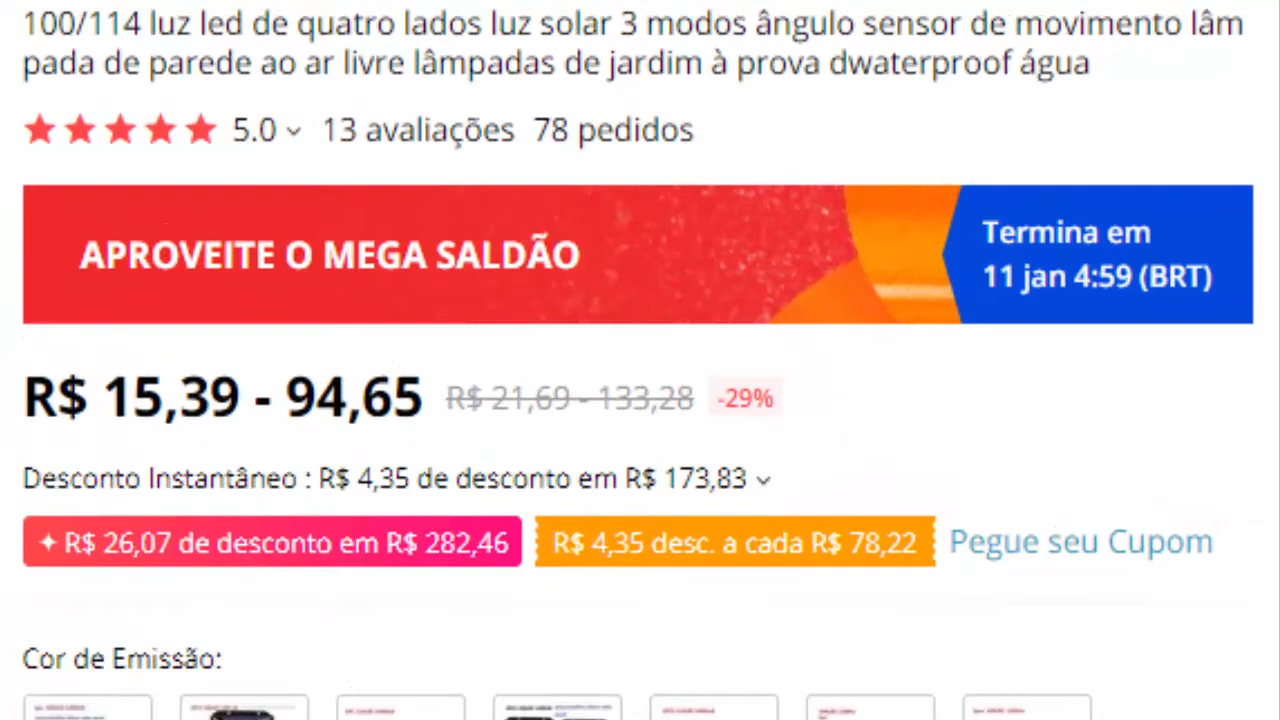 100/114 luz led de quatro lados luz solar 3 modos ângulo sensor de movimento lâm
pada de parede ao ar livre lâmpadas de jardim à prova dwaterproof água
5.0 13 avaliações 78 pedidos
APROVEITE O MEGA SALDÃO
Termina em
11 jan 4:59 (BRT)
R$ 15,39 - 94,65 R$ 21,69 - 133,28 -29%
Desconto Instantâneo : R$ 4,35 de desconto em R$ 173,83
R$ 26,07 de desconto em R$ 282,46 R$ 4,35 desc. a cada R$ 78,22 Pegue seu Cupom
Cor de Emissão: